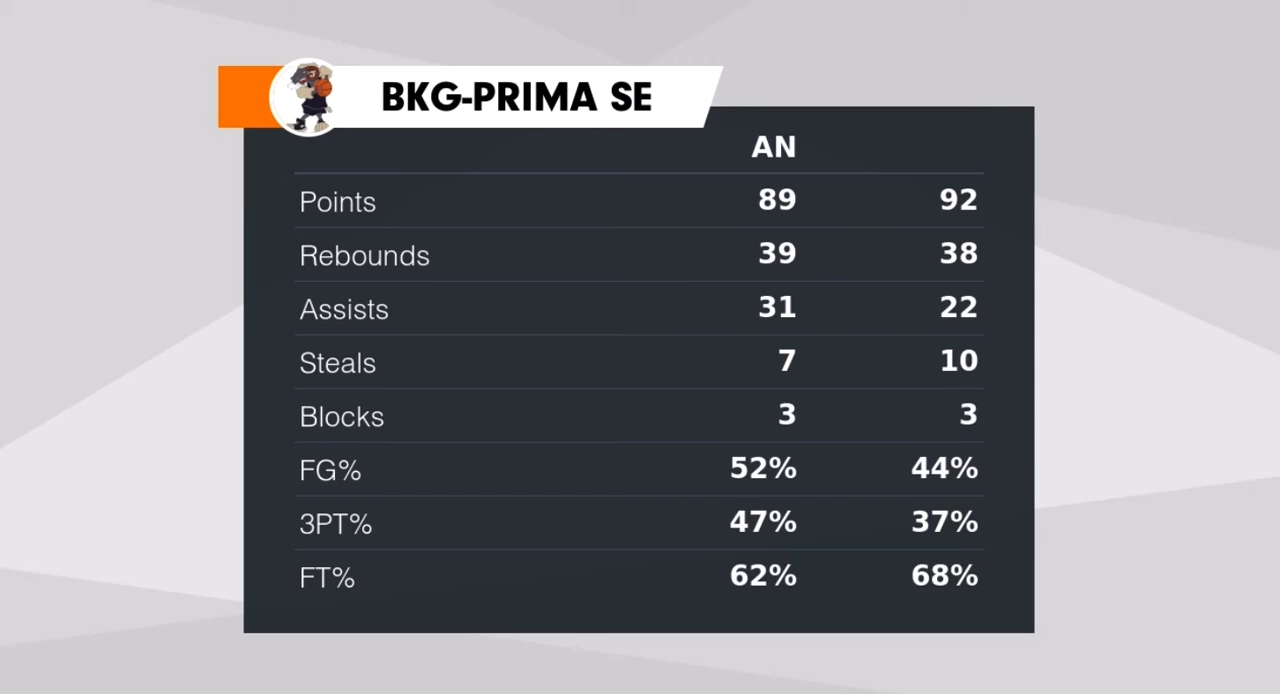 BKG-PRIMA SE
AN
Points 89 92
Rebounds 39 38
Assists 31 22
Steals 7 10
Blocks 3 3
FG% 52% 44%
3PT% 47% 37%
FT% 62% 68%